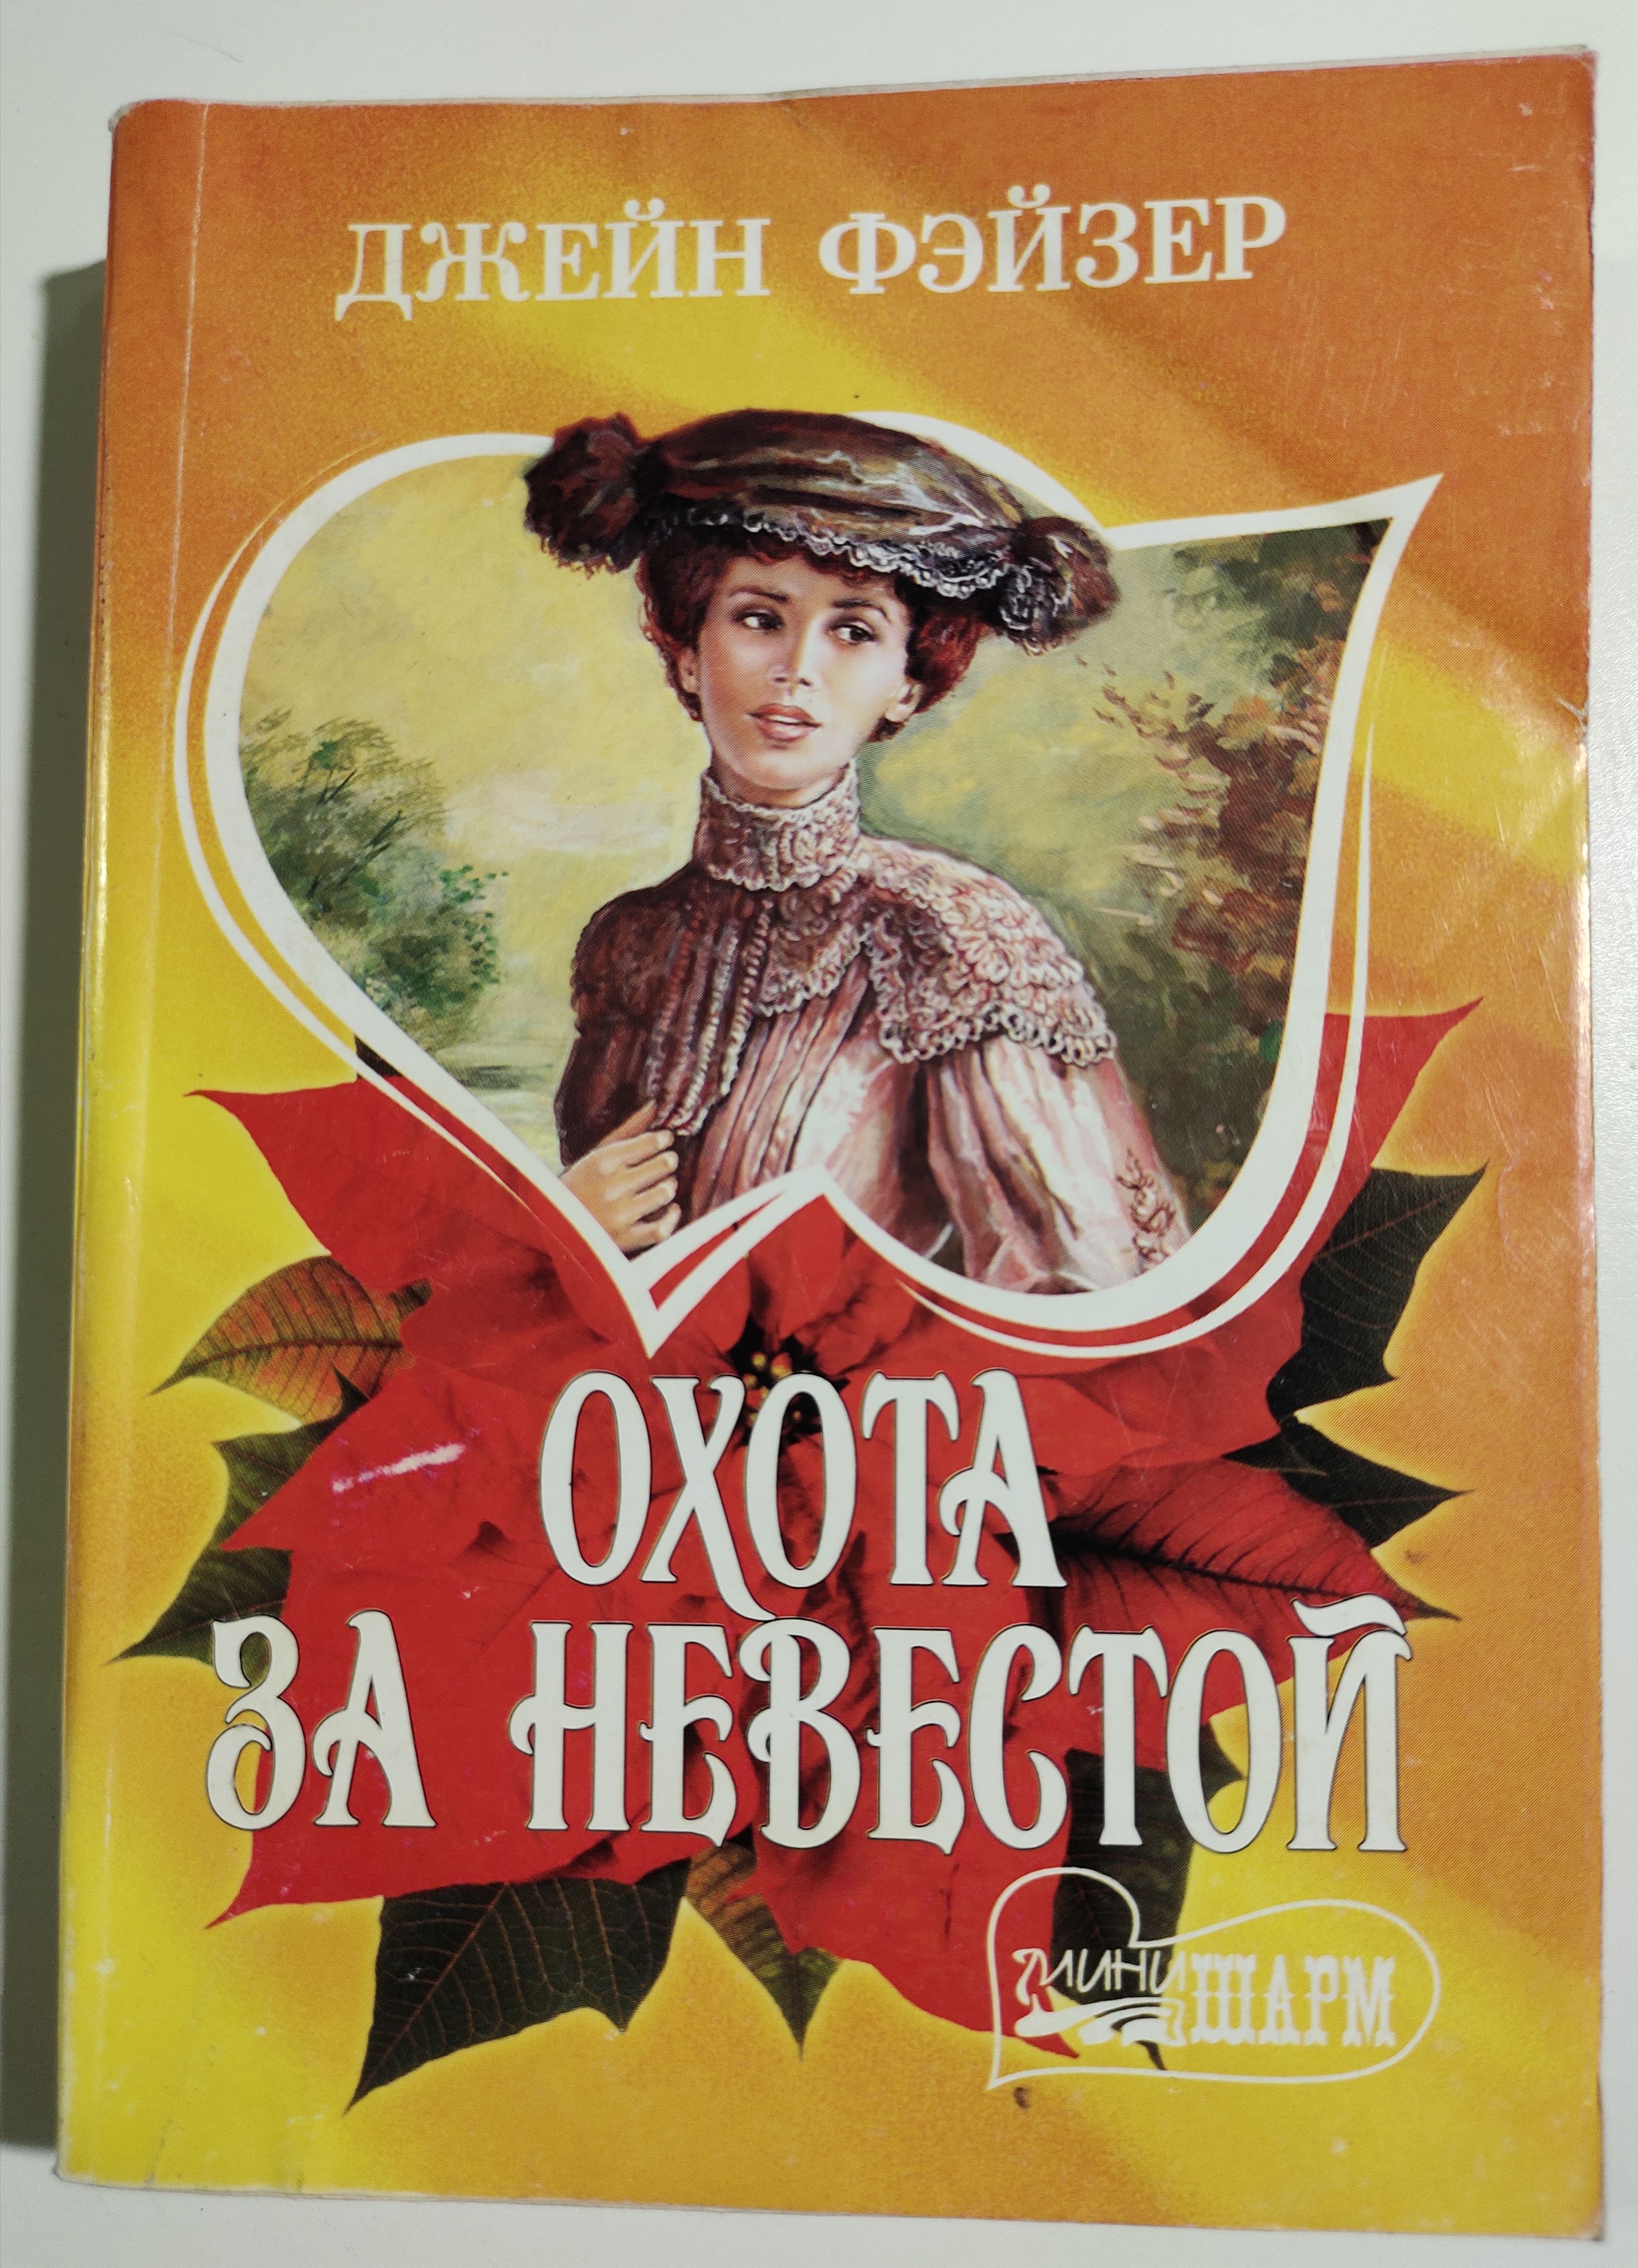 ДЖЕЙН ФЭЙЗЕР
ОХОТА
ЗА НЕВЕСТОЙ
МИНИ ШАРМ